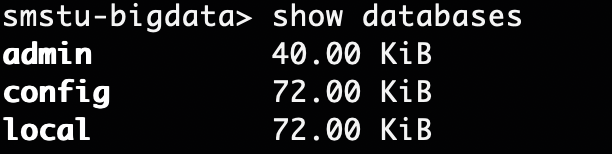 smstu-bigdata> show databases
admin 40.00 KiB
config 72.00 KiB
local 72.00 KiB